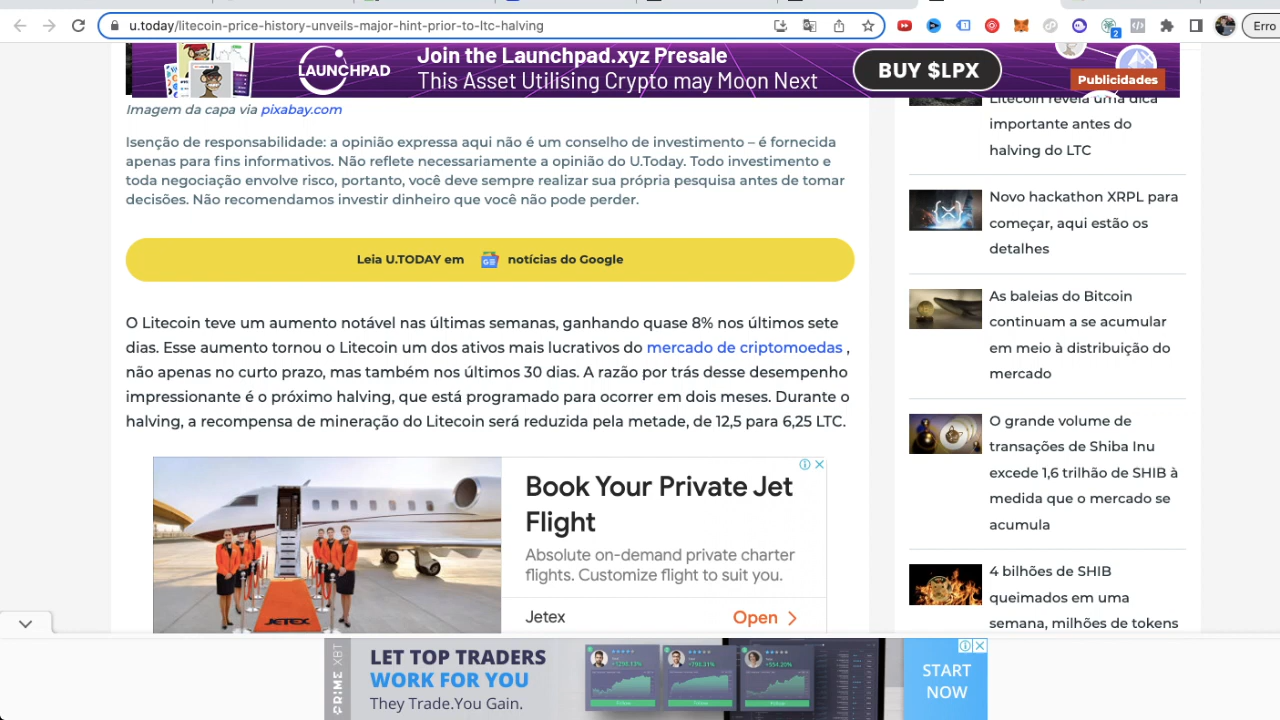 u.today/litecoin-price-history-unveils-major-hint-prior-to-ltc-halving
2
Erro
LAUNCHPAD
Join the Launchpad.xyz Presale
This Asset Utilising Crypto may Moon Next
BUY $LPX
Publicidades
Imagem da capa via pixabay.com
Isenção de responsabilidade: a opinião expressa aqui não é um conselho de investimento – é fornecida
apenas para fins informativos. Não reflete necessariamente a opinião do U.Today. Todo investimento e
toda negociação envolve risco, portanto, você deve sempre realizar sua própria pesquisa antes de tomar
decisões. Não recomendamos investir dinheiro que você não pode perder.
Leia U.TODAY em notícias do Google
O Litecoin teve um aumento notável nas últimas semanas, ganhando quase 8% nos últimos sete
dias. Esse aumento tornou o Litecoin um dos ativos mais lucrativos do mercado de criptomoedas ,
não apenas no curto prazo, mas também nos últimos 30 dias. A razão por trás desse desempenho
impressionante é o próximo halving, que está programado para ocorrer em dois meses. Durante o
halving, a recompensa de mineração do Litecoin será reduzida pela metade, de 12,5 para 6,25 LTC.
JETEX
Book Your Private Jet
Flight
Absolute on-demand private charter
flights. Customize flight to suit you.
Jetex
Open
Litecoin revela uma dica
importante antes do
halving do LTC
Novo hackathon XRPL para
começar, aqui estão os
detalhes
As baleias do Bitcoin
continuam a se acumular
em meio à distribuição do
mercado
O grande volume de
transações de Shiba Inu
excede 1,6 trilhão de SHIB à
medida que o mercado se
acumula
4 bilhões de SHIB
queimados em uma
semana, milhões de tokens
PRIME XBT
LET TOP TRADERS
WORK FOR YOU
They Trade.You Gain.
START
NOW